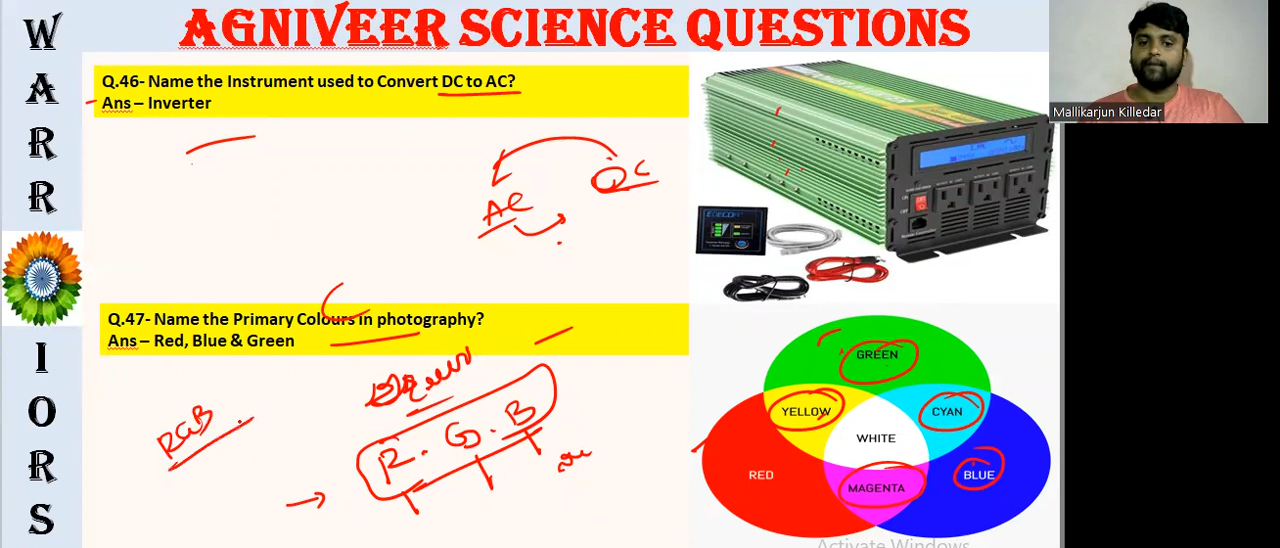 AGNIVEER SCIENCE QUESTIONS
WARRIORS
Q.46- Name the Instrument used to Convert DC to AC?
Ans – Inverter
AC
DC
Mallikarjun Killedar
Q.47- Name the Primary Colours in photography?
Ans – Red, Blue & Green
RGB
R. G. B
GREEN
YELLOW
CYAN
WHITE
RED
BLUE
MAGENTA
Activate Windows